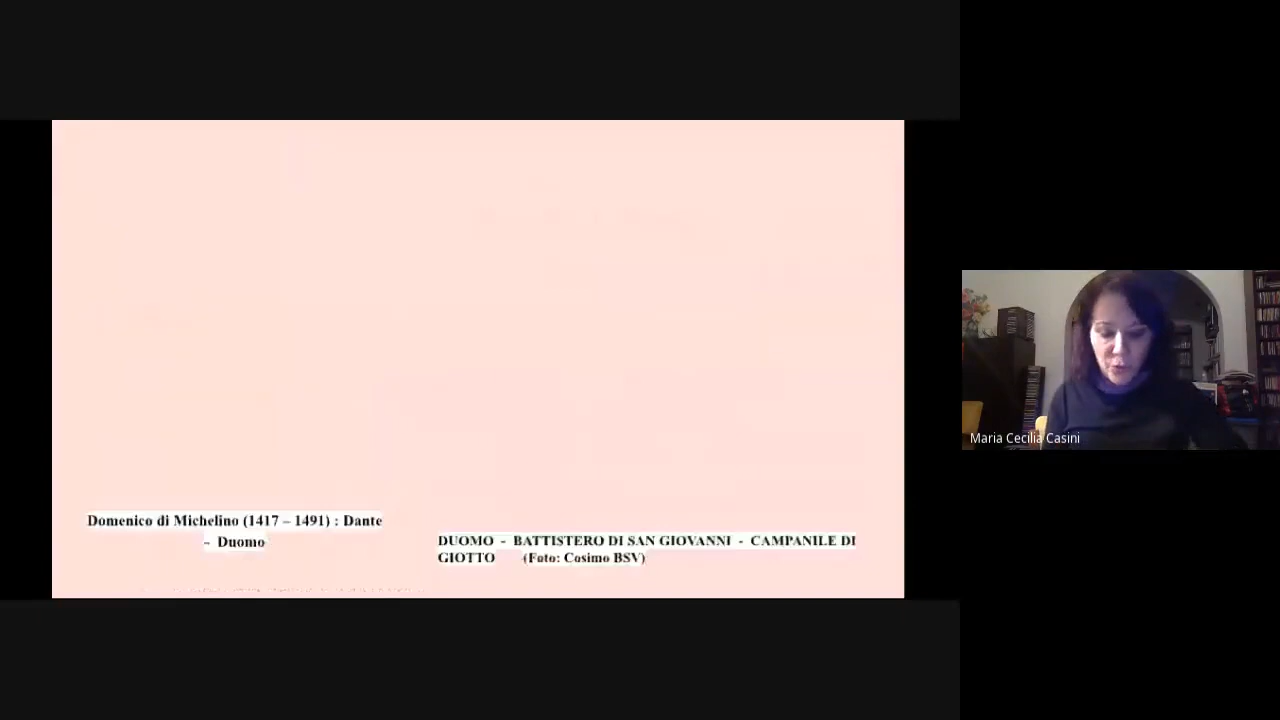 Domenico di Michelino (1417 – 1491) : Dante
- Duomo
DUOMO - BATTISTERO DI SAN GIOVANNI - CAMPANILE DI
GIOTTO (Foto: Cosimo BSV)
Maria Cecilia Casini